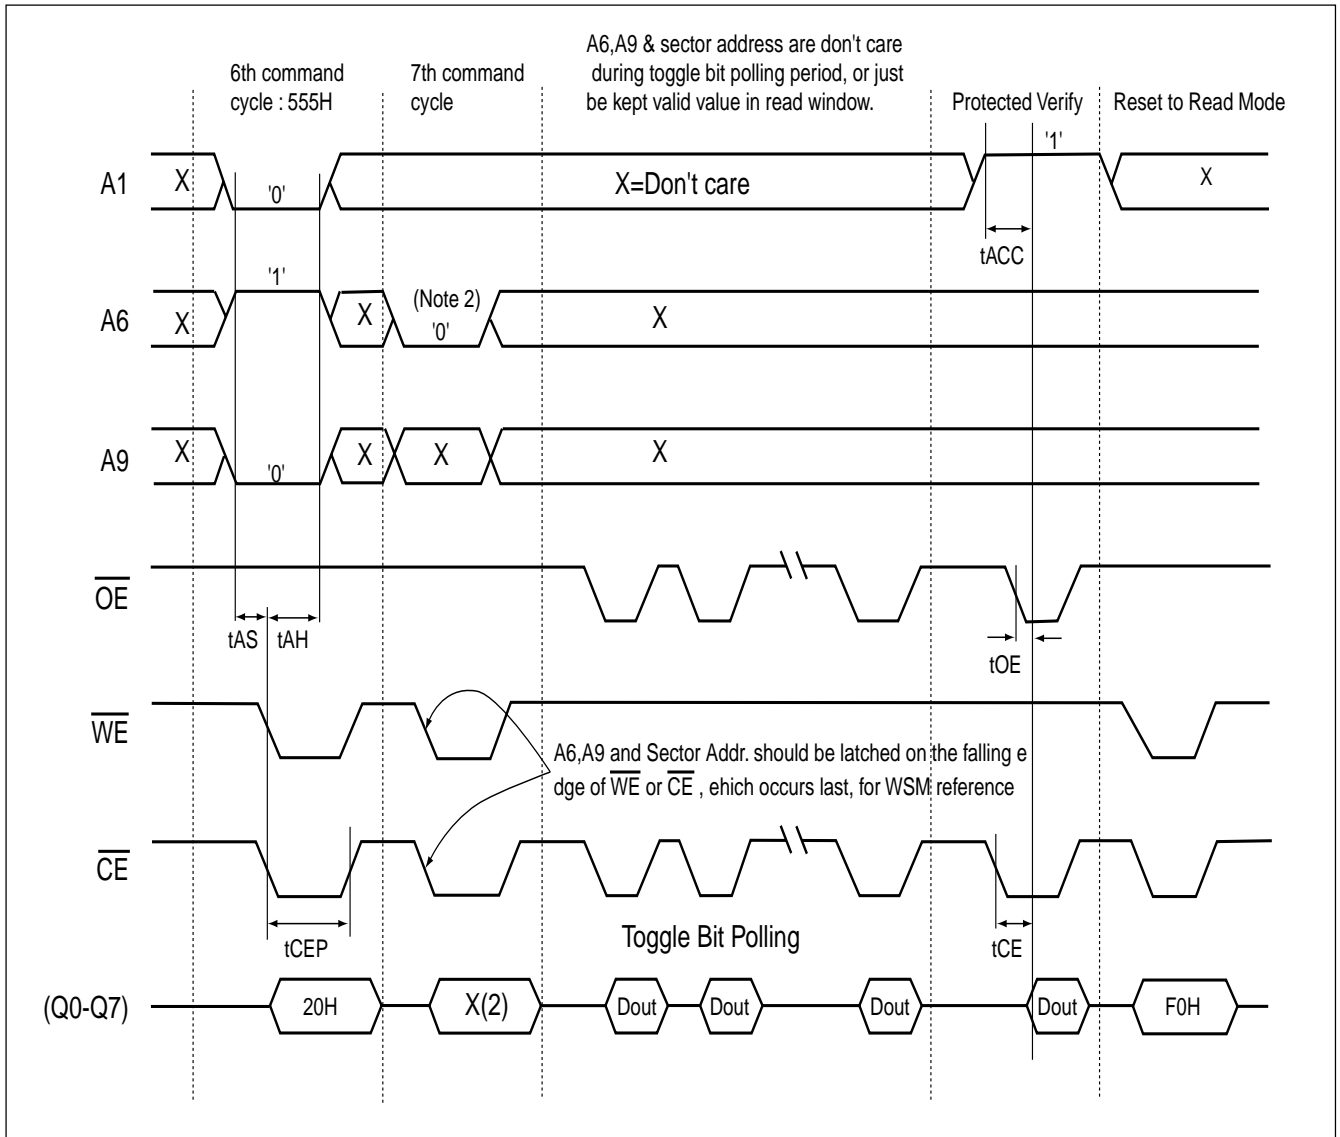 6th command
cycle : 555H
7th command
cycle
A6,A9 & sector address are don't care
during toggle bit polling period, or just
be kept valid value in read window.
Protected Verify
Reset to Read Mode
A1
X
'0'
X=Don't care
'1'
X
tACC
A6
X
'1'
X
(Note 2)
'0'
X
A9
X
'0'
X
X
X
OE
tAS
tAH
tOE
WE
A6,A9 and Sector Addr. should be latched on the falling e
dge of WE or CE , ehich occurs last, for WSM reference
CE
tCEP
Toggle Bit Polling
tCE
(Q0-Q7)
20H
X(2)
Dout
Dout
Dout
Dout
F0H